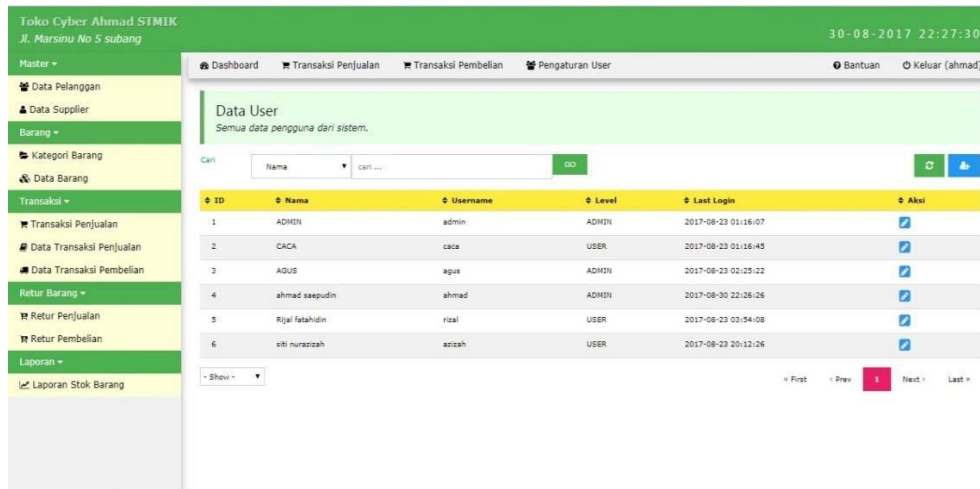 Toko Cyber Ahmad STMIK
Jl. Marsinu No 5 subang
30-08-2017 22:27:30
Master
Data Pelanggan
Data Supplier
Barang
Kategori Barang
Data Barang
Transaksi
Transaksi Penjualan
Data Transaksi Penjualan
Data Transaksi Pembelian
Retur Barang
Retur Penjualan
Retur Pembelian
Laporan
Laporan Stok Barang
Dashboard Transaksi Penjualan Transaksi Pembelian Pengaturan User Bantuan Keluar (ahmad)
Data User
Semua data pengguna dari sistem.
Cari Nama cari ... GO
ID Nama Username Level Last Login Aksi
1 ADMIN admin ADMIN 2017-08-23 01:16:07
2 CACA caca USER 2017-08-23 01:16:45
3 AGUS agus ADMIN 2017-08-23 02:25:22
4 ahmad saepudin ahmad ADMIN 2017-08-30 22:26:26
5 Rijal fatahidin rizal USER 2017-08-23 03:54:08
6 siti nurazizah azizah USER 2017-08-23 20:12:26
- Show - « First ‹ Prev 1 Next › Last »